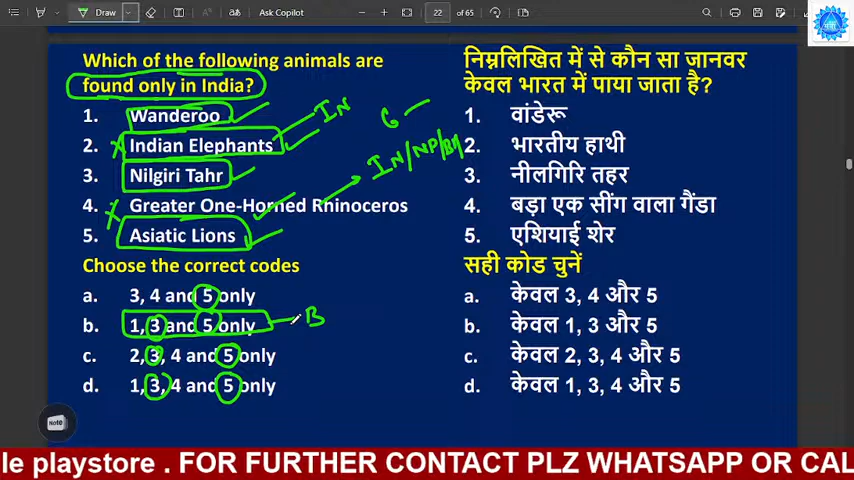 Draw
Ask Copilot
22 of 65
Which of the following animals are
found only in India?
1. Wanderoo
2. Indian Elephants
3. Nilgiri Tahr
4. Greater One-Horned Rhinoceros
5. Asiatic Lions
Choose the correct codes
a. 3, 4 and 5 only
b. 1, 3 and 5 only
c. 2, 3, 4 and 5 only
d. 1, 3, 4 and 5 only
IN
G
IN/NP/
B
निम्नलिखित में से कौन सा जानवर
केवल भारत में पाया जाता है?
1. वांडेरू
2. भारतीय हाथी
3. नीलगिरि तहर
4. बड़ा एक सींग वाला गैंडा
5. एशियाई शेर
सही कोड चुनें
a. केवल 3, 4 और 5
b. केवल 1, 3 और 5
c. केवल 2, 3, 4 और 5
d. केवल 1, 3, 4 और 5
Note
le playstore . FOR FURTHER CONTACT PLZ WHATSAPP OR CAL